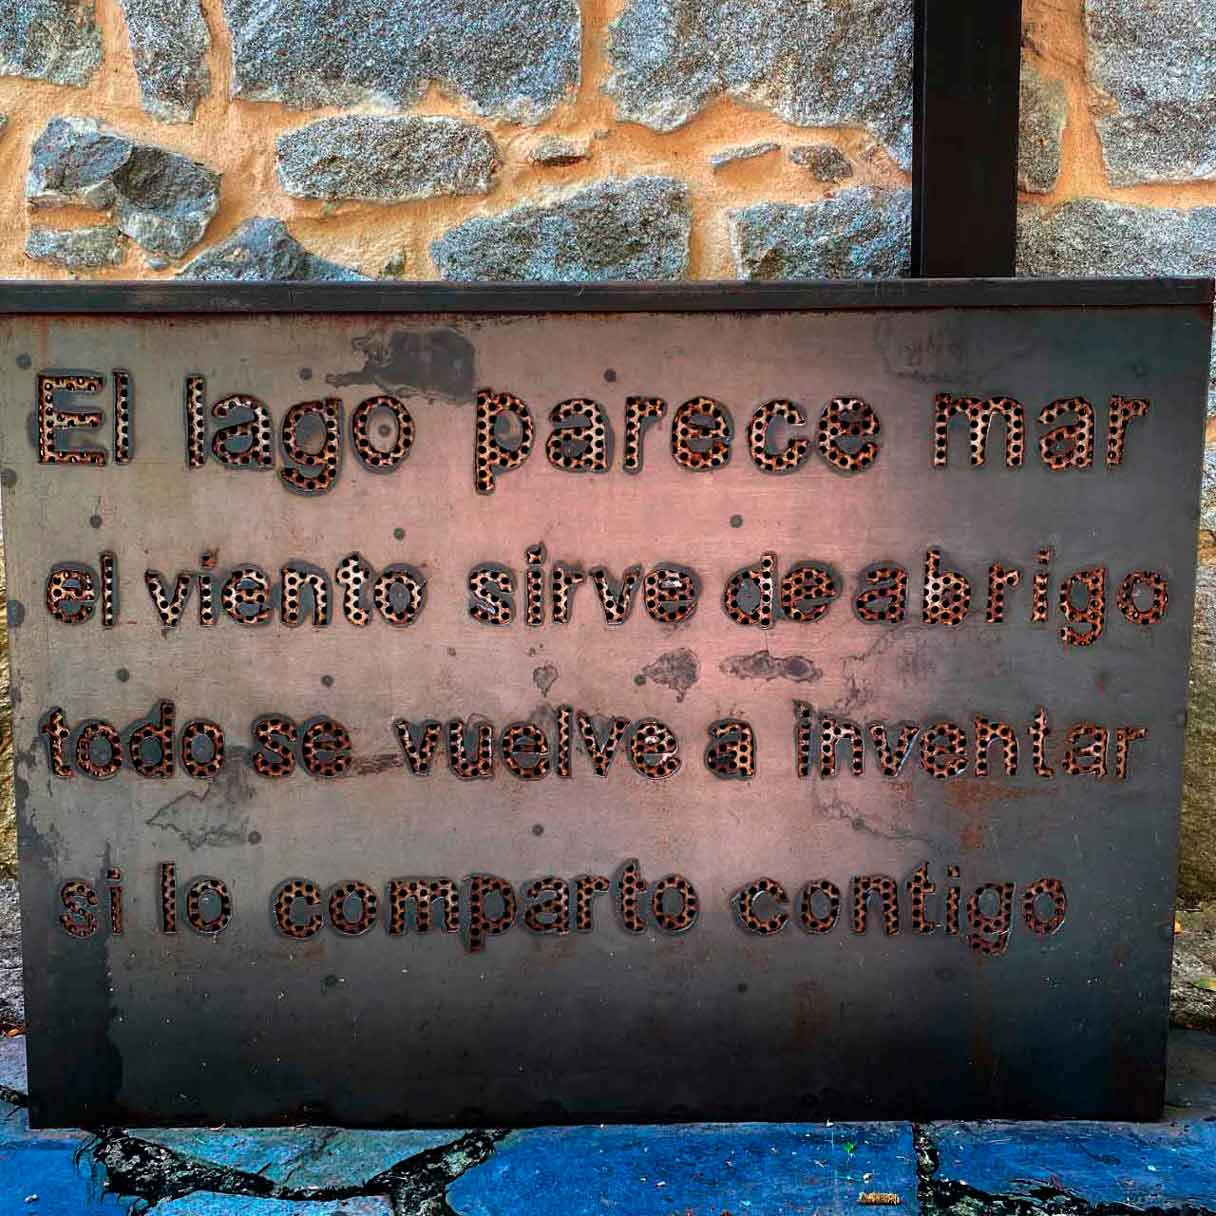 El lago parece mar
el viento sirve de abrigo
todo se vuelve a inventar
si lo comparto contigo